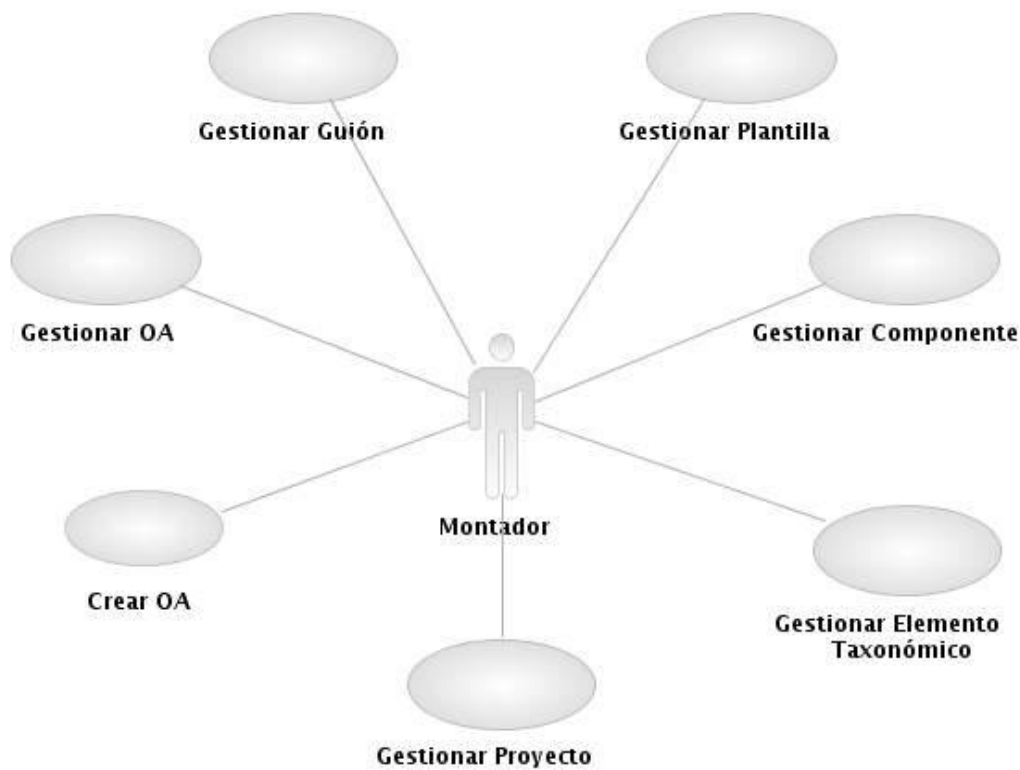 Gestionar Guión
Gestionar Plantilla
Gestionar OA
Gestionar Componente
Montador
Crear OA
Gestionar Elemento
Taxonómico
Gestionar Proyecto